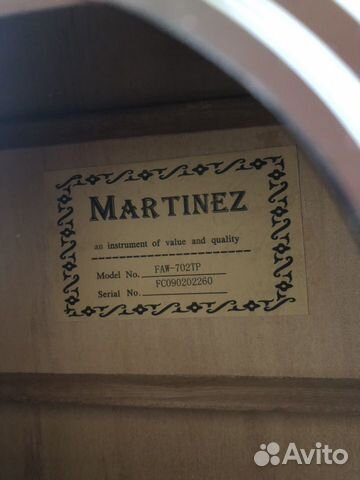 MARTINEZ
an instrument of value and quality
Model No. FAW-702TP
Serial No. FC090202260
Avito